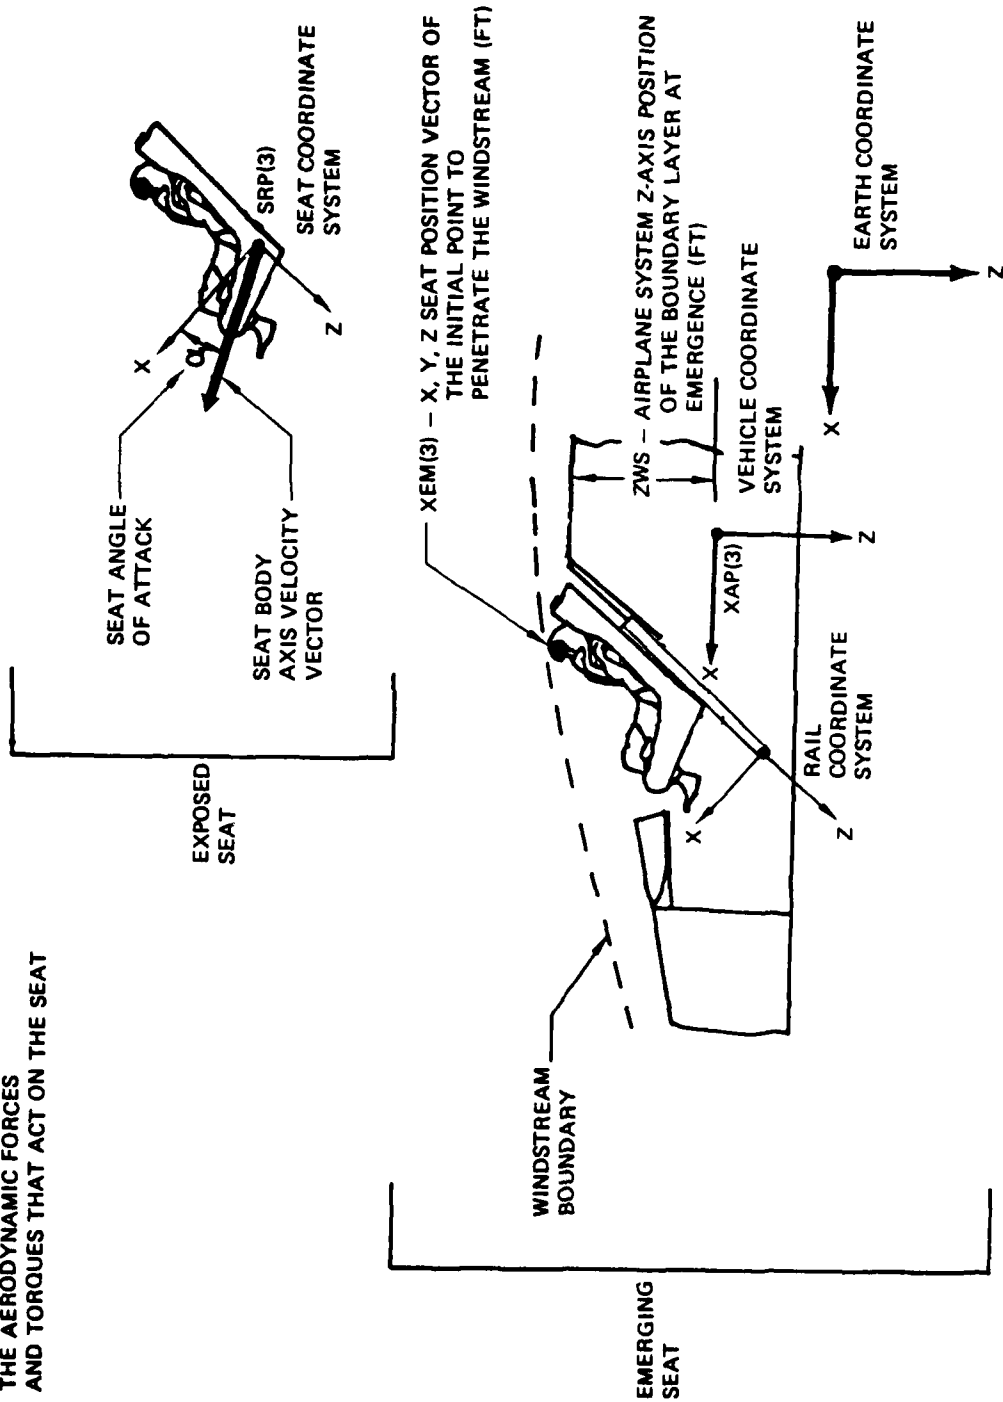 THE AERODYNAMIC FORCES
AND TORQUES THAT ACT ON THE SEAT
EXPOSED
SEAT
SEAT ANGLE
OF ATTACK
SEAT BODY
AXIS VELOCITY
VECTOR
X
α
Z
SRP(3)
SEAT COORDINATE
SYSTEM
EMERGING
SEAT
WINDSTREAM
BOUNDARY
XEM(3) – X, Y, Z SEAT POSITION VECTOR OF
THE INITIAL POINT TO
PENETRATE THE WINDSTREAM (FT)
ZWS – AIRPLANE SYSTEM Z-AXIS POSITION
OF THE BOUNDARY LAYER AT
EMERGENCE (FT)
VEHICLE COORDINATE
SYSTEM
X
XAP(3)
Z
X
Z
RAIL
COORDINATE
SYSTEM
X
Z
EARTH COORDINATE
SYSTEM